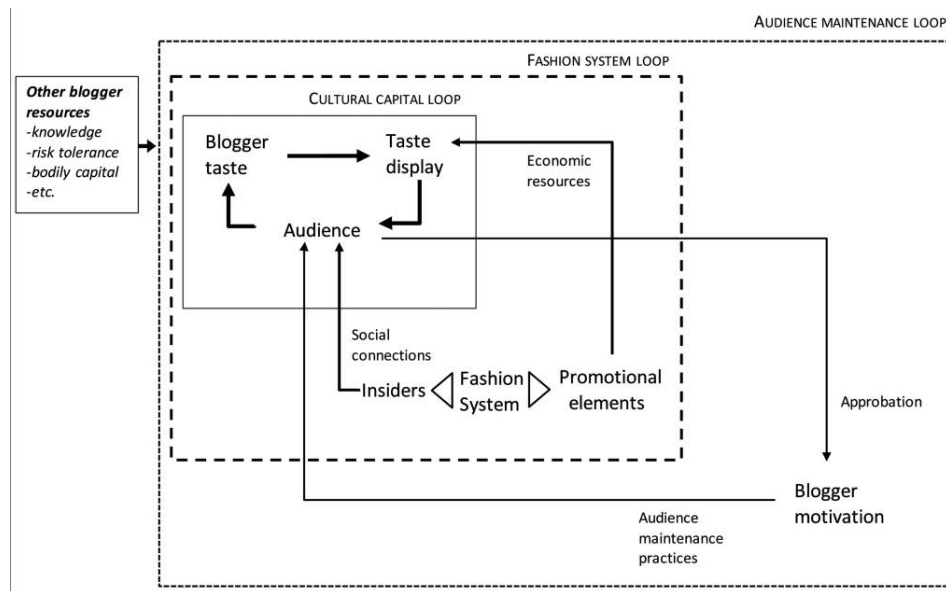 AUDIENCE MAINTENANCE LOOP
FASHION SYSTEM LOOP
CULTURAL CAPITAL LOOP
Other blogger
resources
-knowledge
-risk tolerance
-bodily capital
-etc.
Blogger
taste
Taste
display
Economic
resources
Audience
Social
connections
Insiders
Fashion
System
Promotional
elements
Approbation
Blogger
motivation
Audience
maintenance
practices